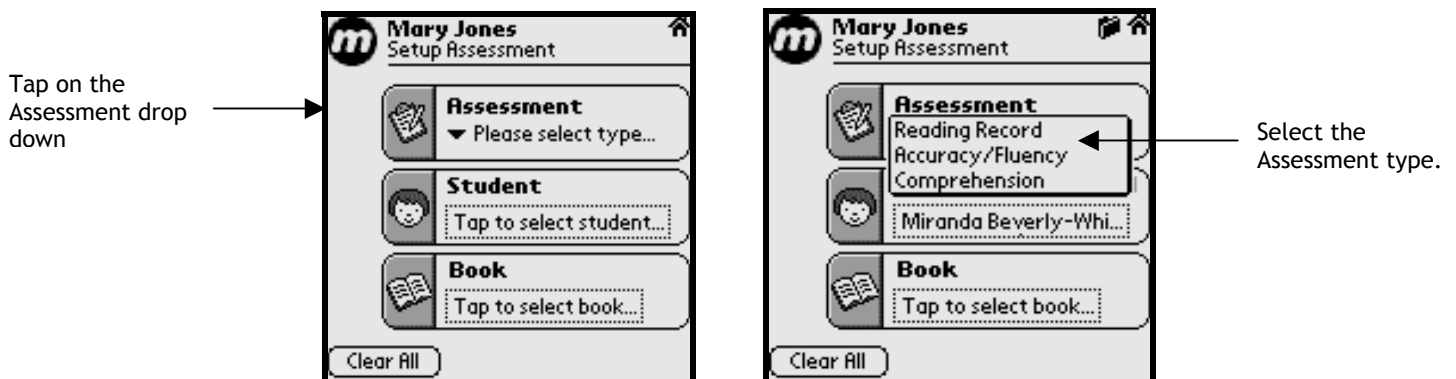 Tap on the
Assessment drop
down
m
Mary Jones
Setup Assessment
Assessment
Please select type...
Student
Tap to select student...
Book
Tap to select book...
Clear All
m
Mary Jones
Setup Assessment
Assessment
Reading Record
Accuracy/Fluency
Comprehension
Miranda Beverly-Whi...
Book
Tap to select book...
Clear All
Select the
Assessment type.